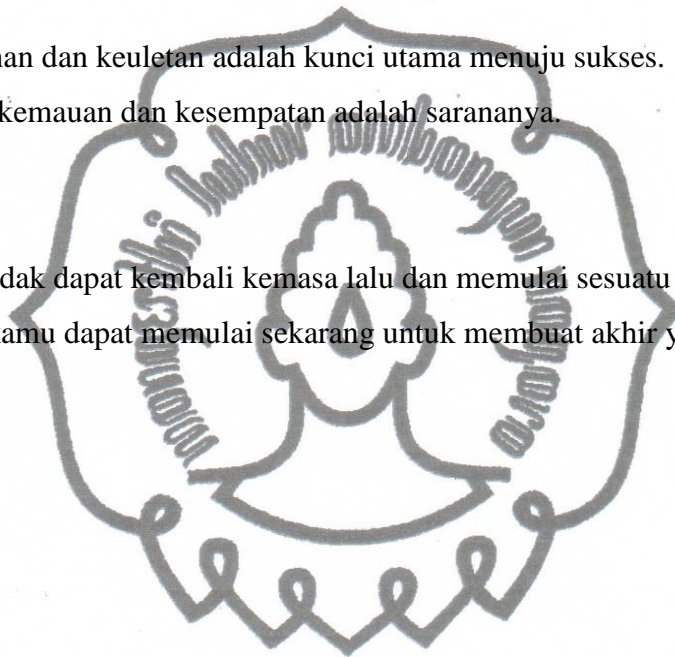 nan dan keuletan adalah kunci utama menuju sukses.
kemauan dan kesempatan adalah sarananya.
dak dapat kembali kemasa lalu dan memulai sesuatu
kamu dapat memulai sekarang untuk membuat akhir y